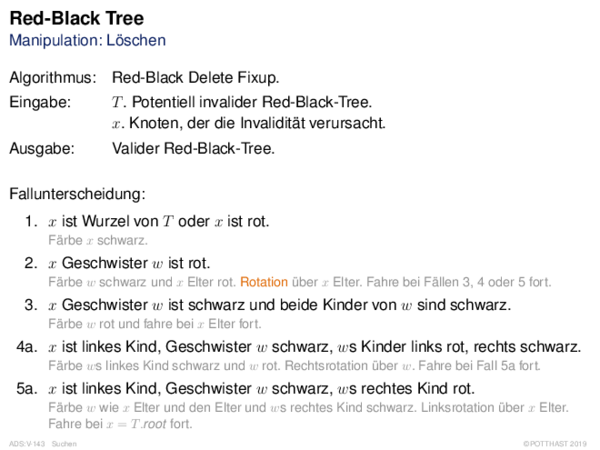 Red-Black Tree
Manipulation: Löschen
Algorithmus: Red-Black Delete Fixup.
Eingabe: T. Potentiell invalider Red-Black-Tree.
x. Knoten, der die Invalidität verursacht.
Ausgabe: Valider Red-Black-Tree.
Fallunterscheidung:
1. x ist Wurzel von T oder x ist rot.
Färbe x schwarz.
2. x Geschwister w ist rot.
Färbe w schwarz und x Elter rot. Rotation über x Elter. Fahre bei Fällen 3, 4 oder 5 fort.
3. x Geschwister w ist schwarz und beide Kinder von w sind schwarz.
Färbe w rot und fahre bei x Elter fort.
4a. x ist linkes Kind, Geschwister w schwarz, ws Kinder links rot, rechts schwarz.
Färbe ws linkes Kind schwarz und w rot. Rechtsrotation über w. Fahre bei Fall 5a fort.
5a. x ist linkes Kind, Geschwister w schwarz, ws rechtes Kind rot.
Färbe w wie x Elter und den Elter und ws rechtes Kind schwarz. Linksrotation über x Elter.
Fahre bei x = T.root fort.
ADS:V-143 Suchen ©POTTHAST 2019